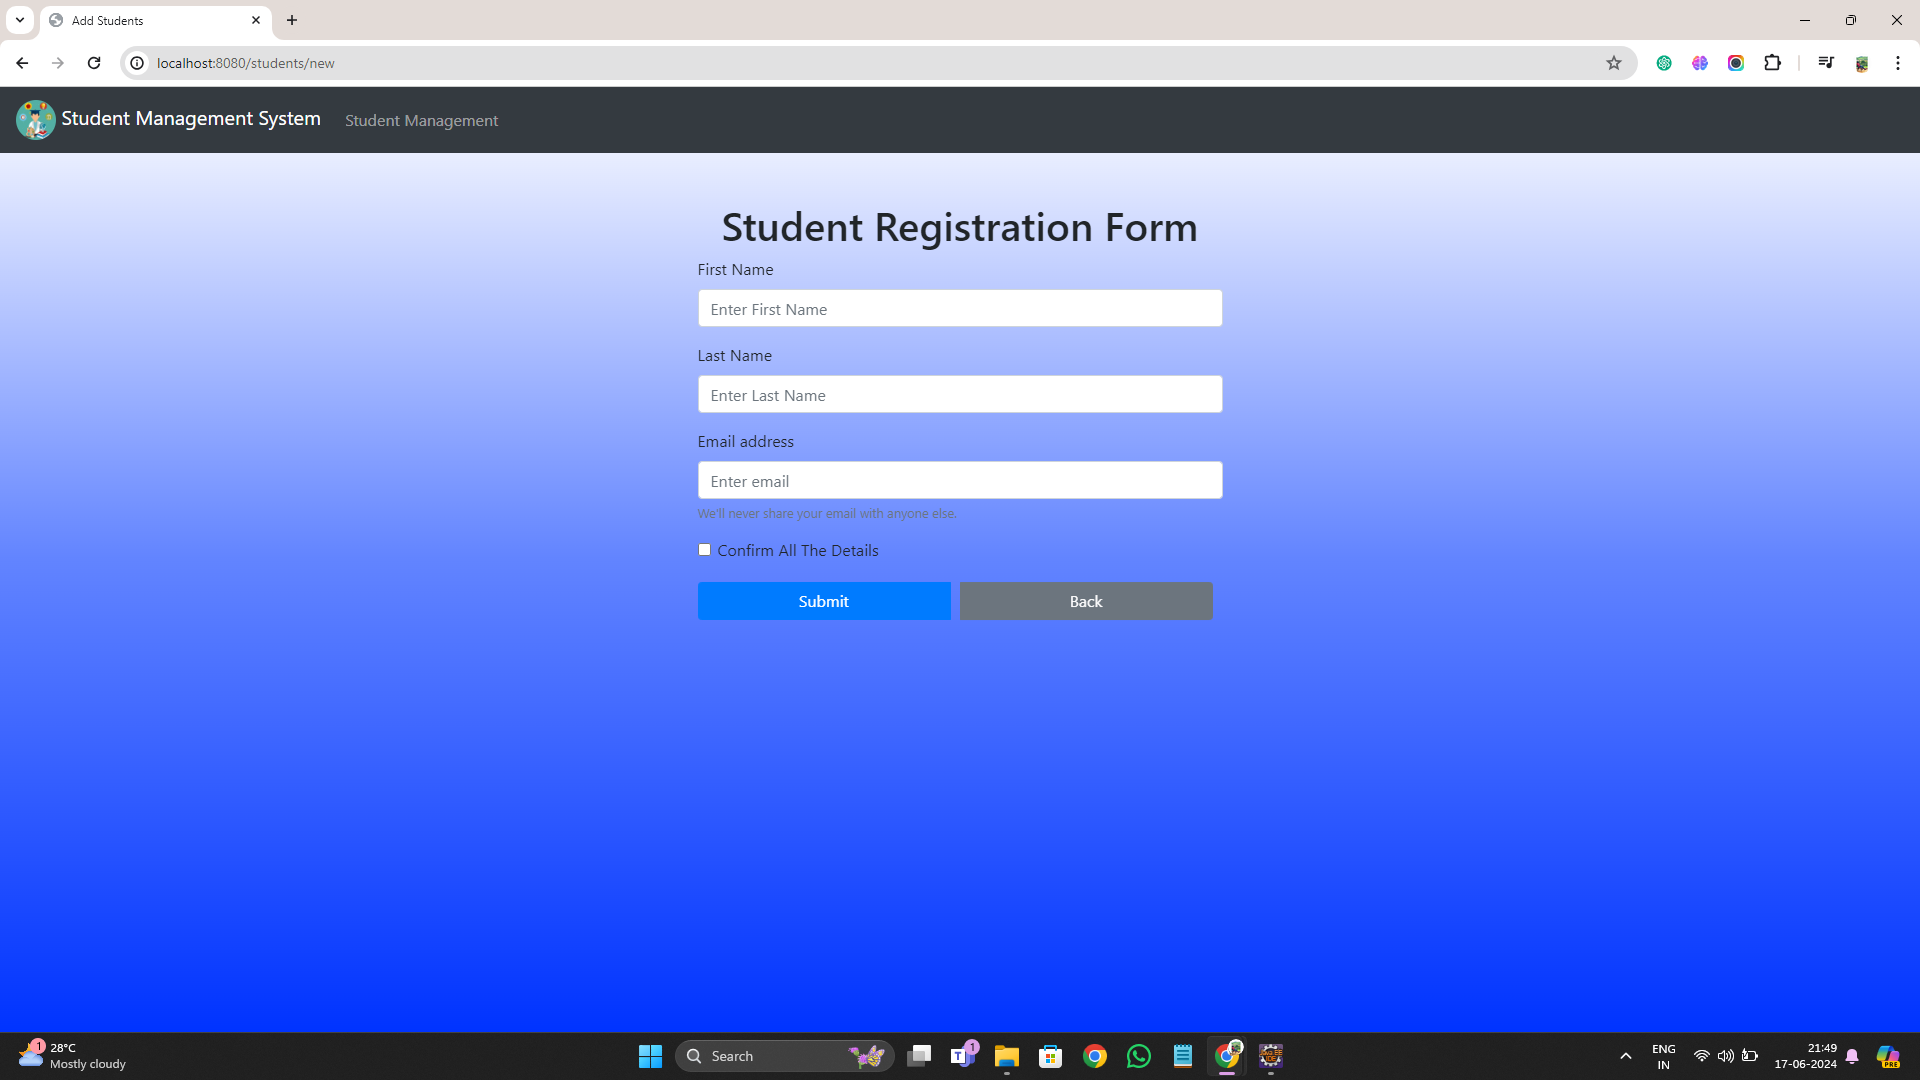 Add Students
localhost:8080/students/new
Student Management System Student Management
Student Registration Form
First Name
Enter First Name
Last Name
Enter Last Name
Email address
Enter email
We'll never share your email with anyone else.
Confirm All The Details
Submit Back
1 28°C
Mostly cloudy
Search
T 1
ENG
IN
21:49
17-06-2024
PRE